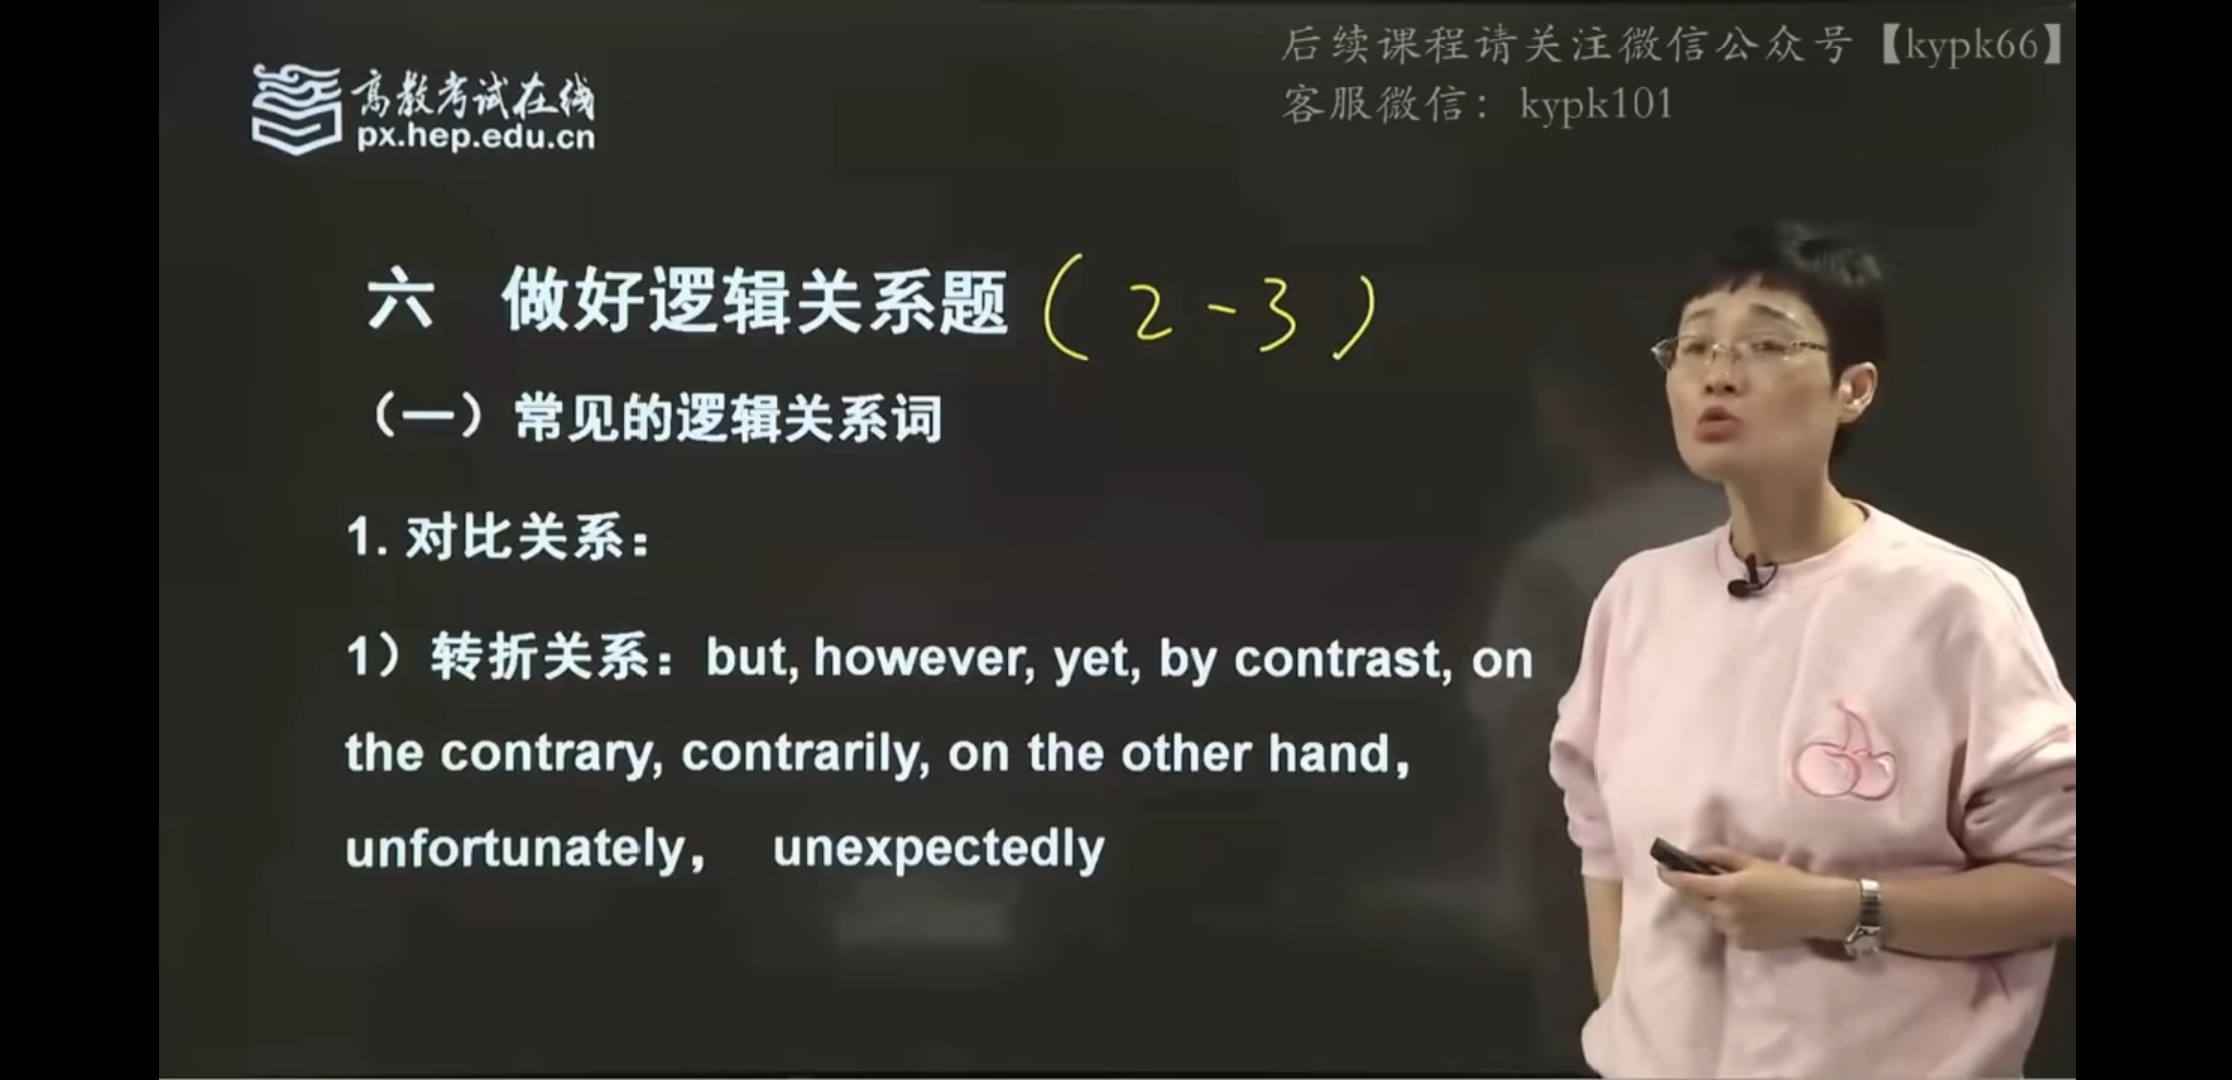 后续课程请关注微信公众号【kypk66】
客服微信：kypk101
高教考试在线
px.hep.edu.cn
六 做好逻辑关系题（2-3）
（一）常见的逻辑关系词
1. 对比关系：
1）转折关系：but, however, yet, by contrast, on
the contrary, contrarily, on the other hand,
unfortunately， unexpectedly